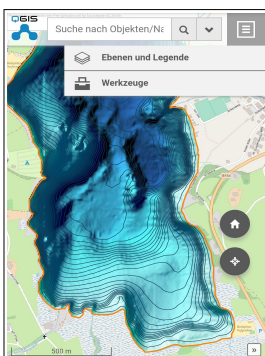 QGIS
Suche nach Objekten/Na
Ebenen und Legende
Werkzeuge
500 m